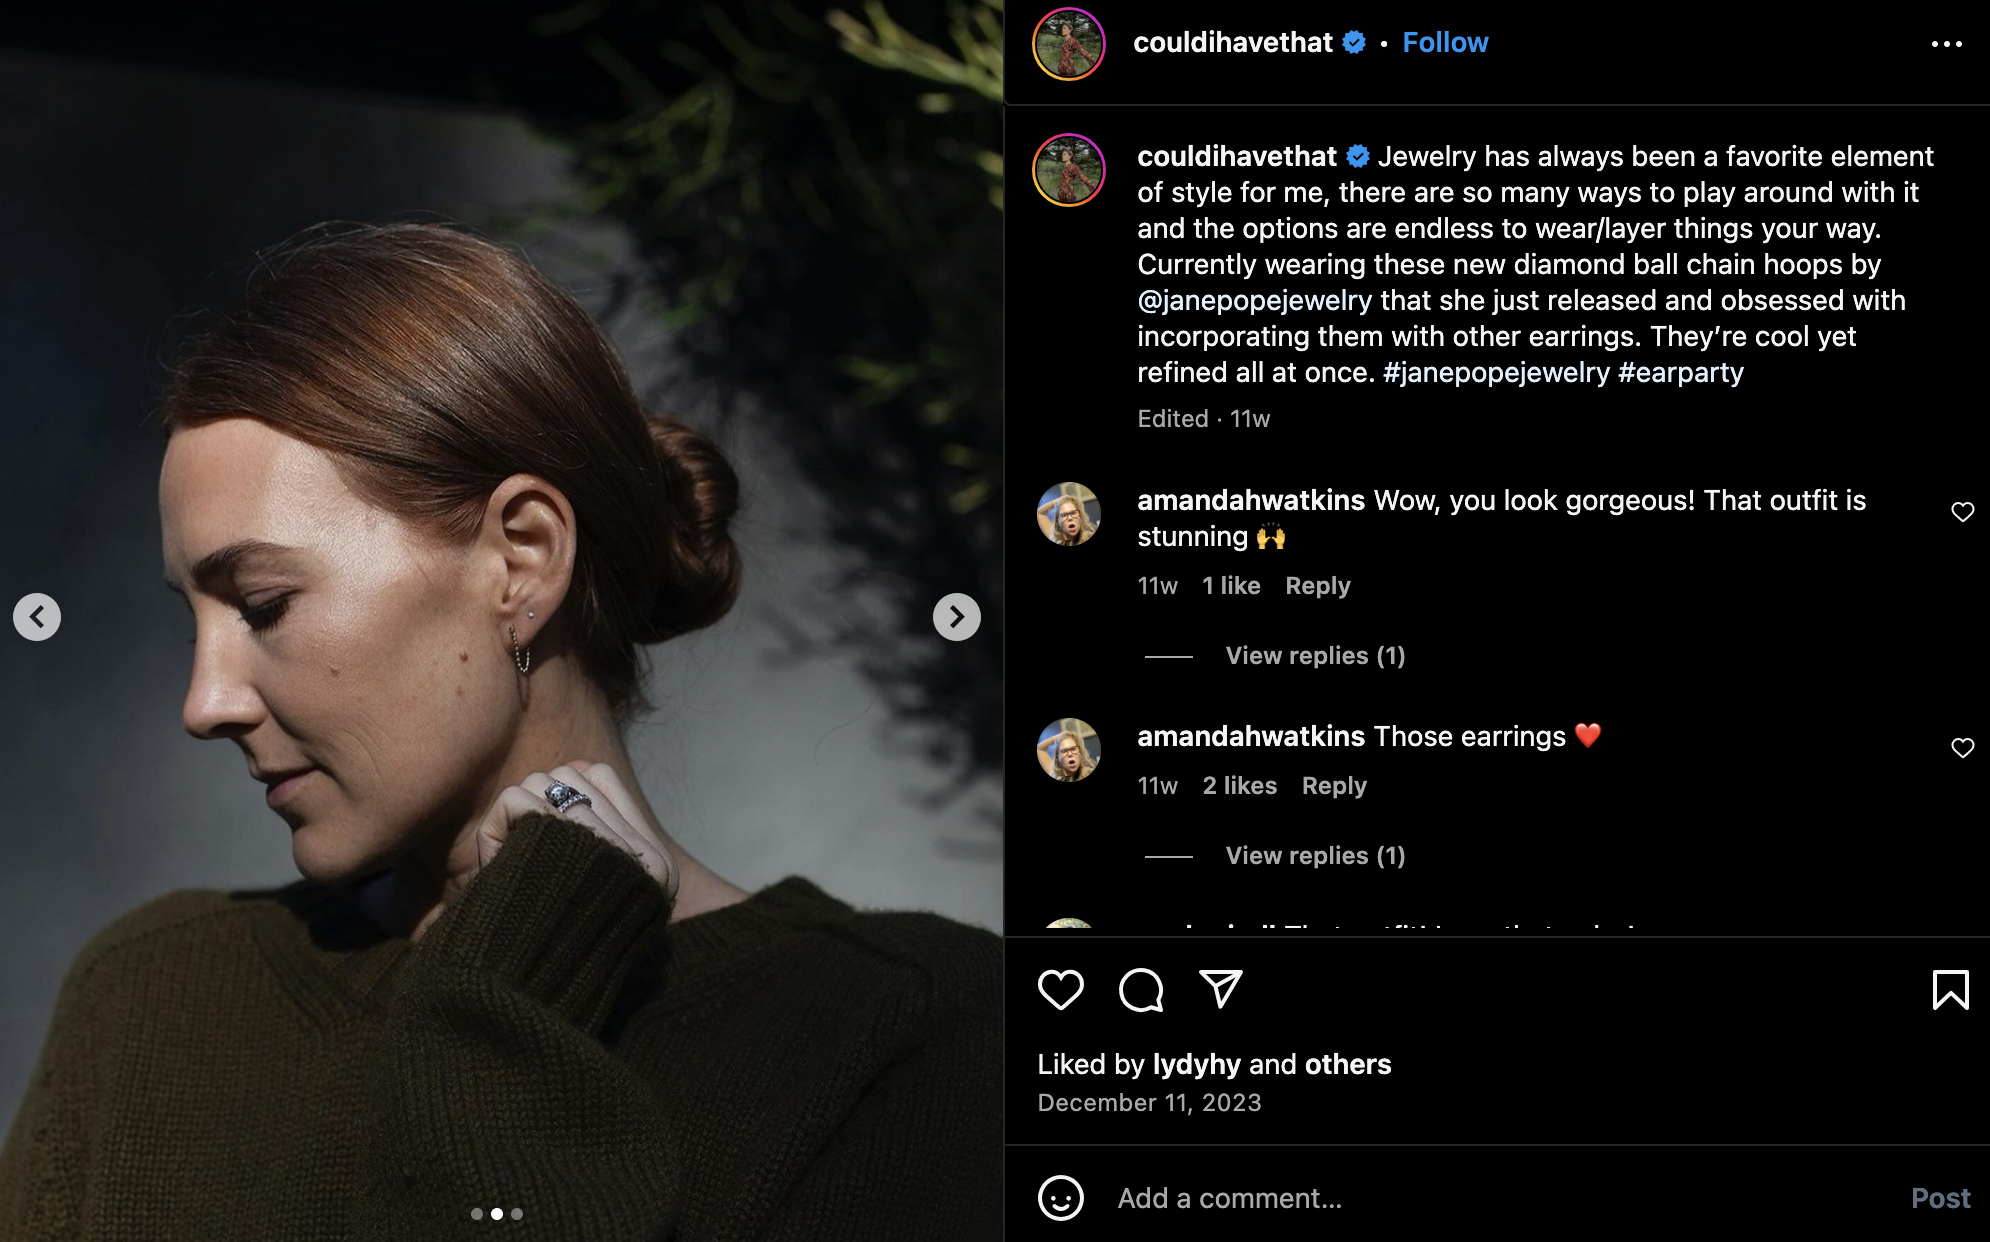 couldihavethat • Follow
couldihavethat Jewelry has always been a favorite element
of style for me, there are so many ways to play around with it
and the options are endless to wear/layer things your way.
Currently wearing these new diamond ball chain hoops by
@janepopejewelry that she just released and obsessed with
incorporating them with other earrings. They’re cool yet
refined all at once. #janepopejewelry #earparty
Edited · 11w
amandahwatkins Wow, you look gorgeous! That outfit is
stunning 🙌
11w 1 like Reply
View replies (1)
amandahwatkins Those earrings ❤️
11w 2 likes Reply
View replies (1)
Liked by lydyhy and others
December 11, 2023
Add a comment...
Post